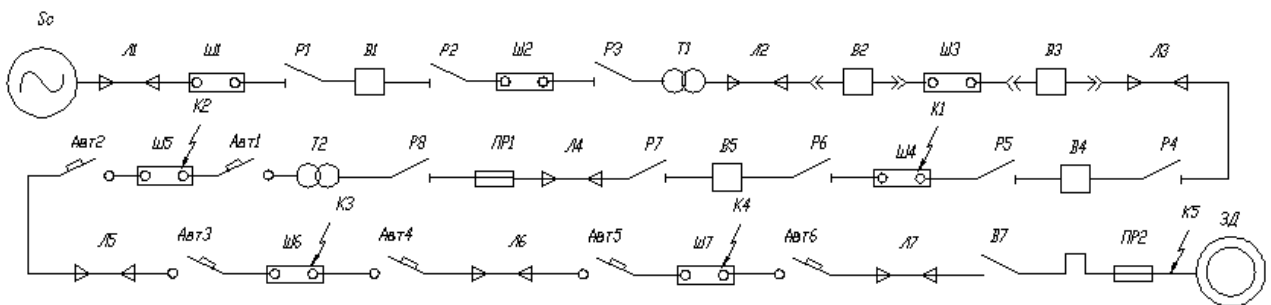 Sc
Л1 Ш1 Р1 В1 Р2 Ш2 Р3 Т1 Л2 В2 Ш3 В3 Л3
К2 К1
Авт2 Ш5 Авт1 Т2 Р8 ПР1 Л4 Р7 В5 Р6 Ш4 Р5 В4 Р4
К3 К4 К5 ЭД
Л5 Авт3 Ш6 Авт4 Л6 Авт5 Ш7 Авт6 Л7 В7 ПР2